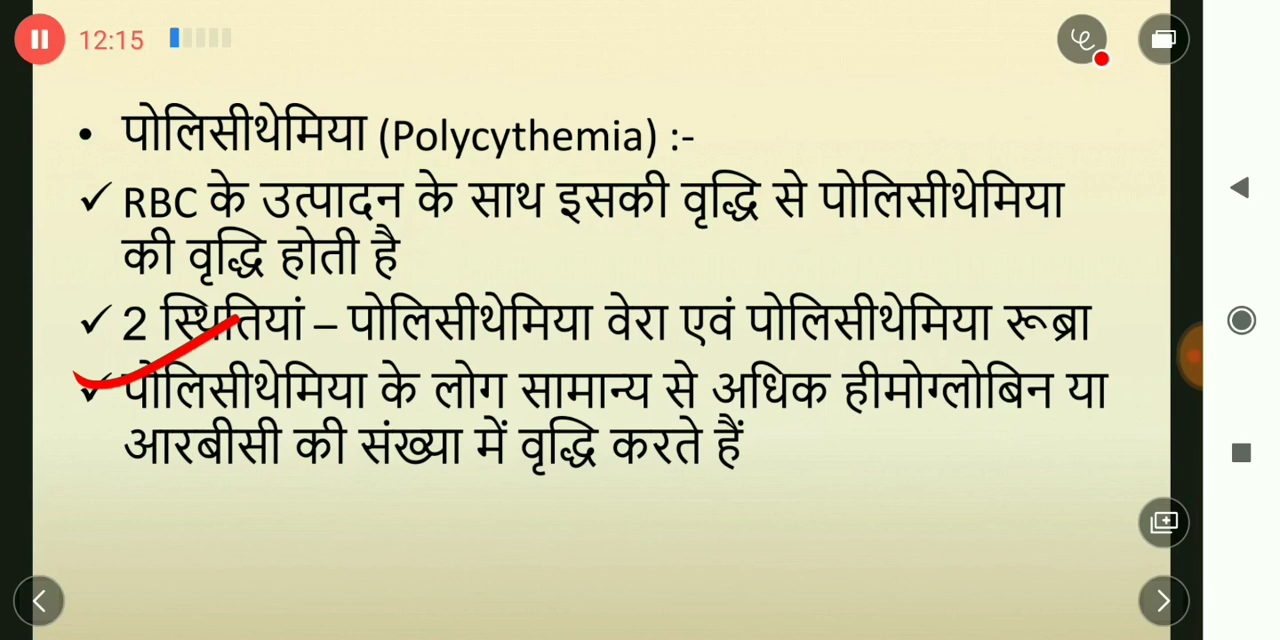 12:15
• पोलिसीथेमिया (Polycythemia) :-
✓ RBC के उत्पादन के साथ इसकी वृद्धि से पोलिसीथेमिया
की वृद्धि होती है
✓ 2 स्थितियां – पोलिसीथेमिया वेरा एवं पोलिसीथेमिया रूब्रा
✓ पोलिसीथेमिया के लोग सामान्य से अधिक हीमोग्लोबिन या
आरबीसी की संख्या में वृद्धि करते हैं